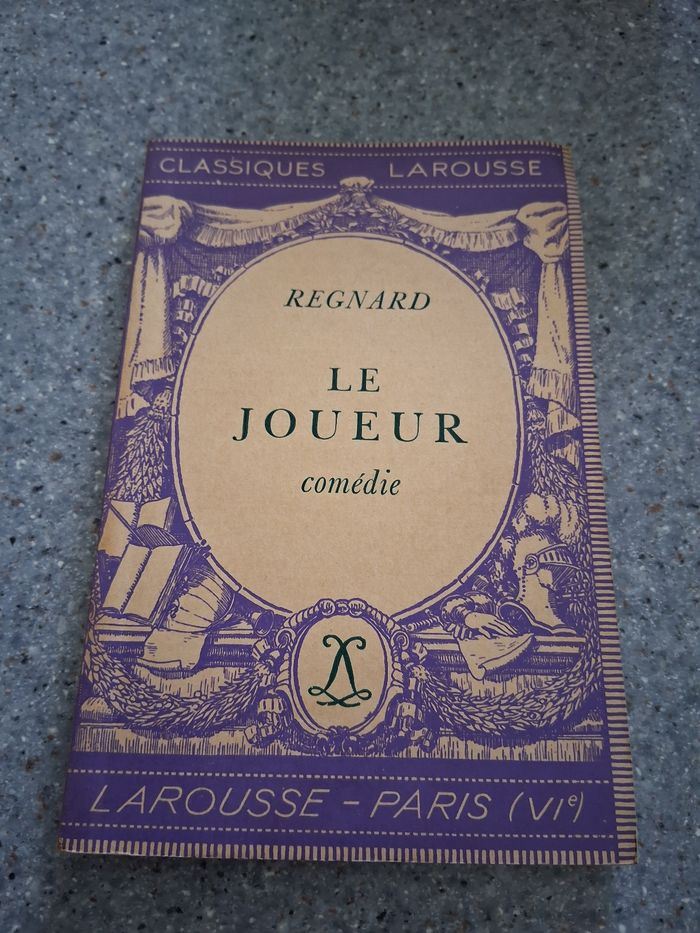 CLASSIQUES LAROUSSE
REGNARD
LE
JOUEUR
comédie
L
LAROUSSE - PARIS (VIe)